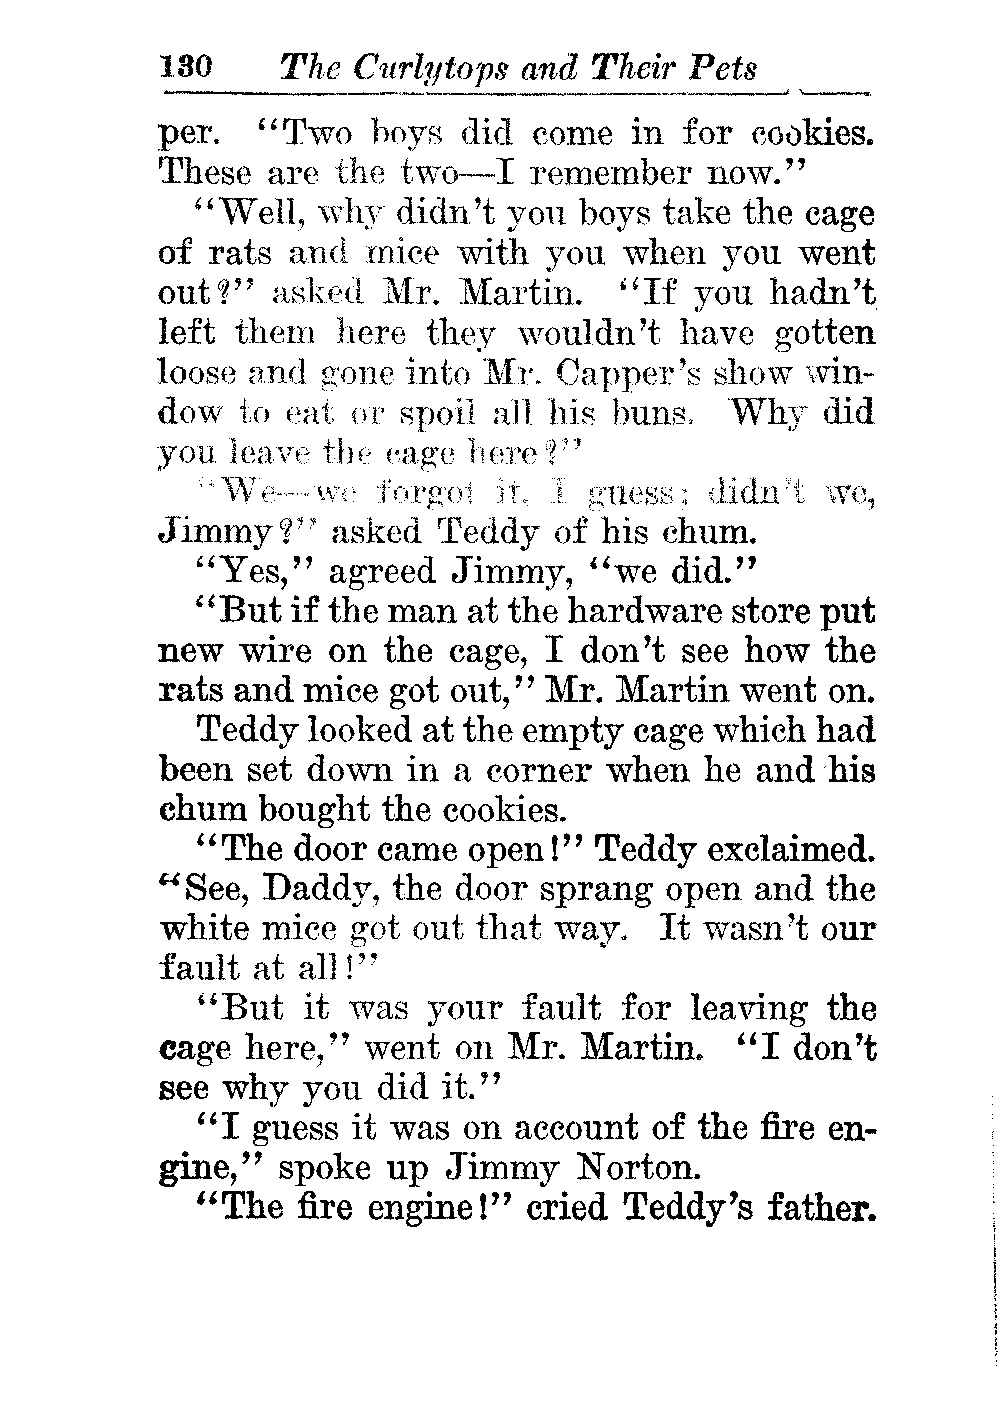 130 The Curlytops and Their Pets
per. "Two boys did come in for cookies.
These are the two—I remember now."
"Well, why didn't you boys take the cage
of rats and mice with you when you went
out?" asked Mr. Martin. "If you hadn't
left them here they wouldn't have gotten
loose and gone into Mr. Capper's show win-
dow to eat or spoil all his buns. Why did
you leave the cage here?"
"We—we forgot it, I guess; didn't we,
Jimmy?" asked Teddy of his chum.
"Yes," agreed Jimmy, "we did."
"But if the man at the hardware store put
new wire on the cage, I don't see how the
rats and mice got out," Mr. Martin went on.
Teddy looked at the empty cage which had
been set down in a corner when he and his
chum bought the cookies.
"The door came open!" Teddy exclaimed.
"See, Daddy, the door sprang open and the
white mice got out that way. It wasn't our
fault at all!"
"But it was your fault for leaving the
cage here," went on Mr. Martin. "I don't
see why you did it."
"I guess it was on account of the fire en-
gine," spoke up Jimmy Norton.
"The fire engine!" cried Teddy's father.